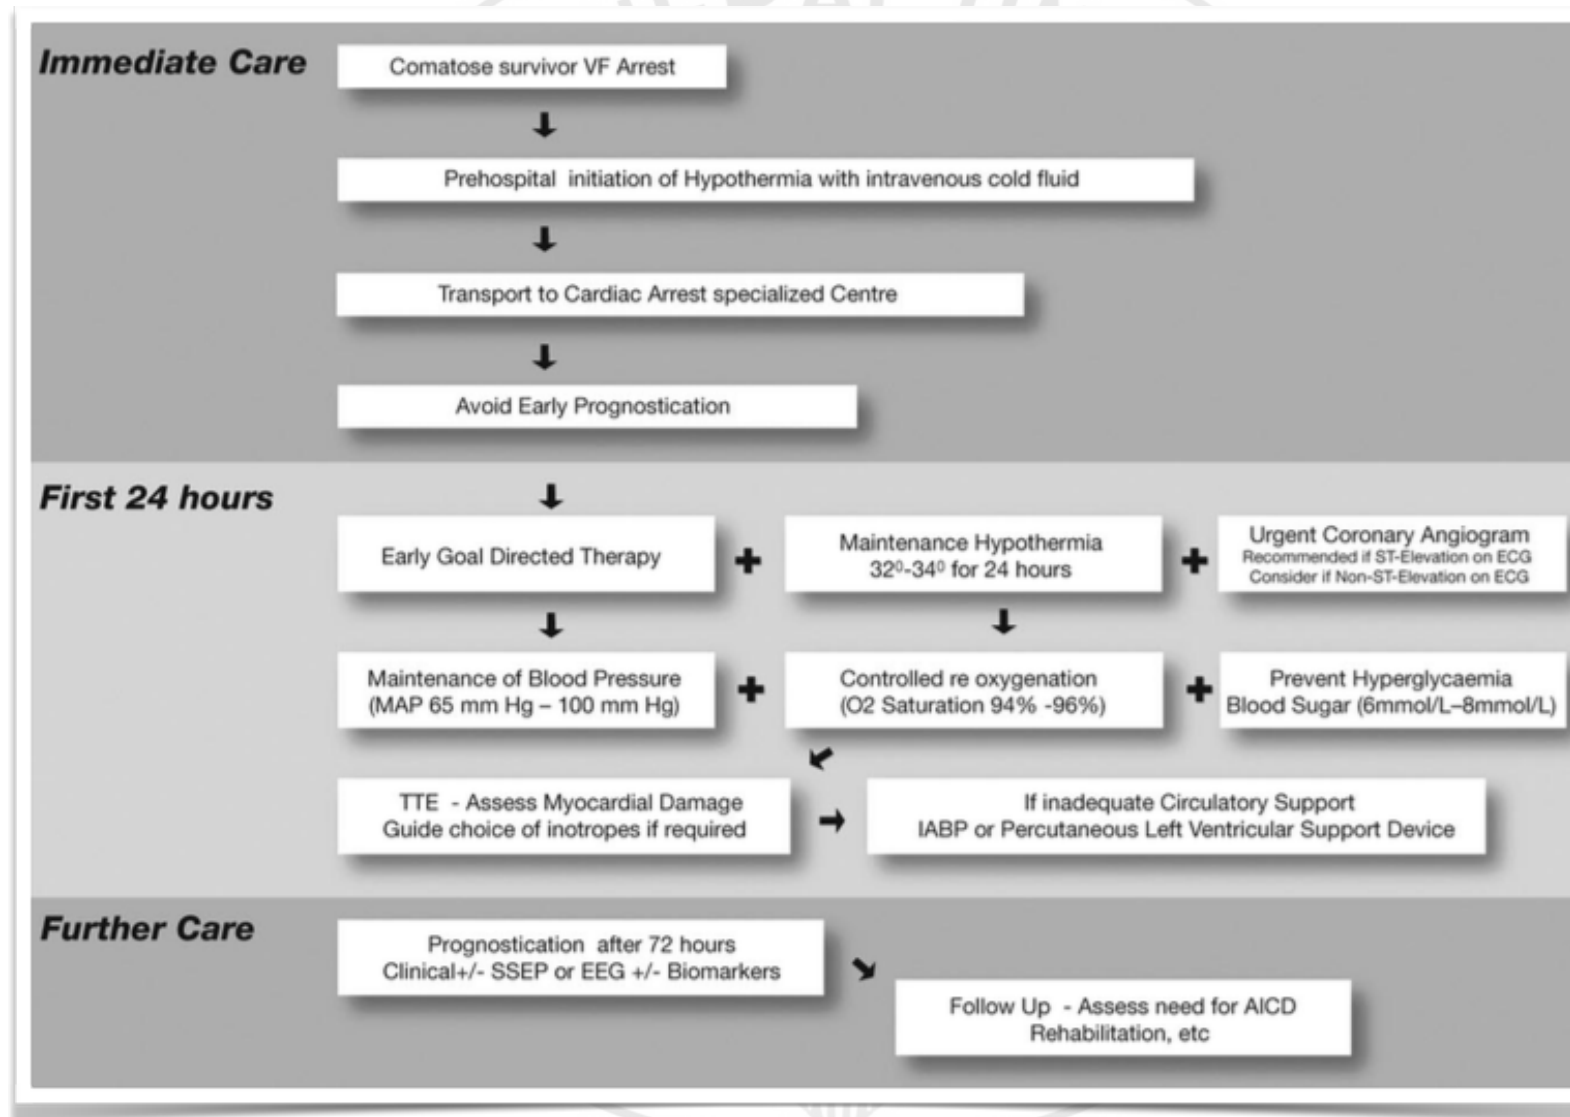 Immediate Care
Comatose survivor VF Arrest
Prehospital initiation of Hypothermia with intravenous cold fluid
Transport to Cardiac Arrest specialized Centre
Avoid Early Prognostication
First 24 hours
Early Goal Directed Therapy
Maintenance Hypothermia
32⁰-34⁰ for 24 hours
Urgent Coronary Angiogram
Recommended if ST-Elevation on ECG
Consider if Non-ST-Elevation on ECG
Maintenance of Blood Pressure
(MAP 65 mm Hg – 100 mm Hg)
Controlled re oxygenation
(O2 Saturation 94% -96%)
Prevent Hyperglycaemia
Blood Sugar (6mmol/L–8mmol/L)
TTE - Assess Myocardial Damage
Guide choice of inotropes if required
If inadequate Circulatory Support
IABP or Percutaneous Left Ventricular Support Device
Further Care
Prognostication after 72 hours
Clinical+/- SSEP or EEG +/- Biomarkers
Follow Up - Assess need for AICD
Rehabilitation, etc